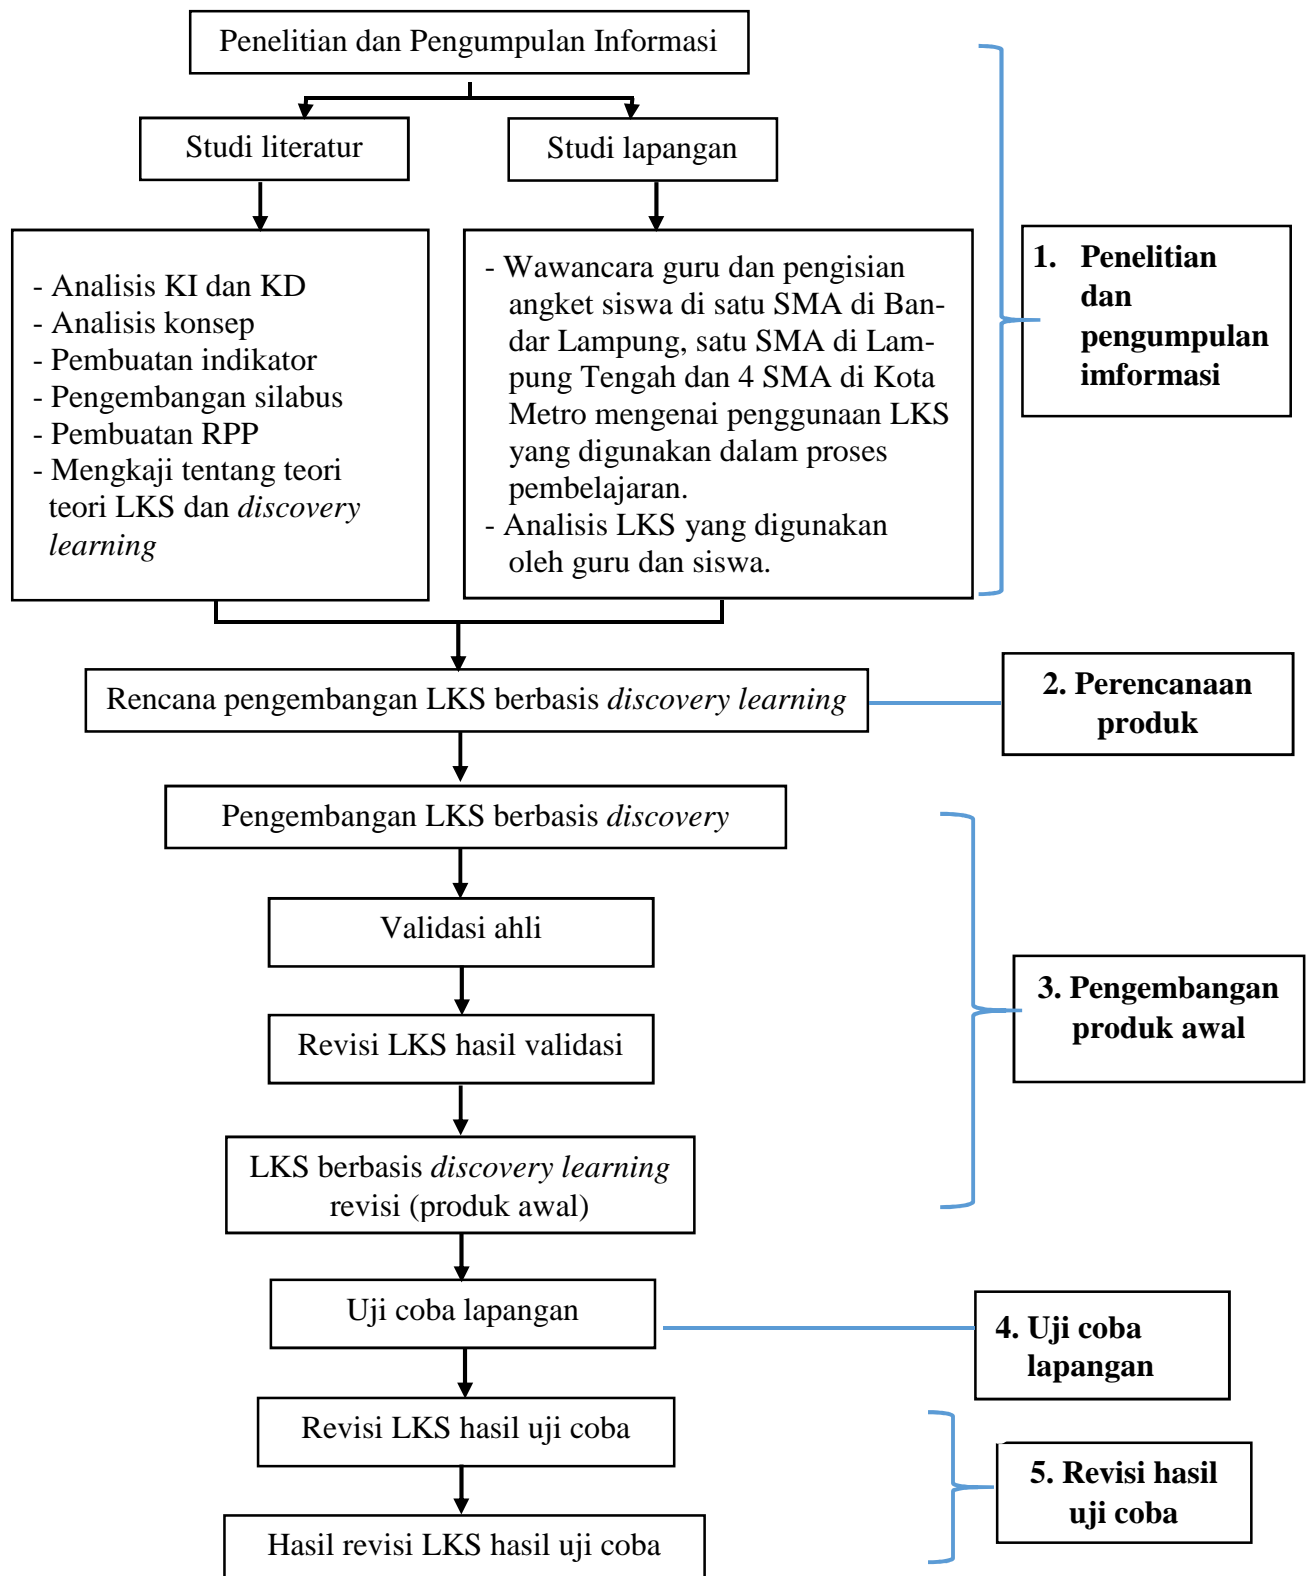 Penelitian dan Pengumpulan Informasi
Studi literatur
Studi lapangan
- Analisis KI dan KD
- Analisis konsep
- Pembuatan indikator
- Pengembangan silabus
- Pembuatan RPP
- Mengkaji tentang teori
teori LKS dan discovery
learning
- Wawancara guru dan pengisian
angket siswa di satu SMA di Ban-
dar Lampung, satu SMA di Lam-
pung Tengah dan 4 SMA di Kota
Metro mengenai penggunaan LKS
yang digunakan dalam proses
pembelajaran.
- Analisis LKS yang digunakan
oleh guru dan siswa.
1. Penelitian
dan
pengumpulan
imformasi
Rencana pengembangan LKS berbasis discovery learning
2. Perencanaan
produk
Pengembangan LKS berbasis discovery
Validasi ahli
Revisi LKS hasil validasi
LKS berbasis discovery learning
revisi (produk awal)
3. Pengembangan
produk awal
Uji coba lapangan
4. Uji coba
lapangan
Revisi LKS hasil uji coba
Hasil revisi LKS hasil uji coba
5. Revisi hasil
uji coba